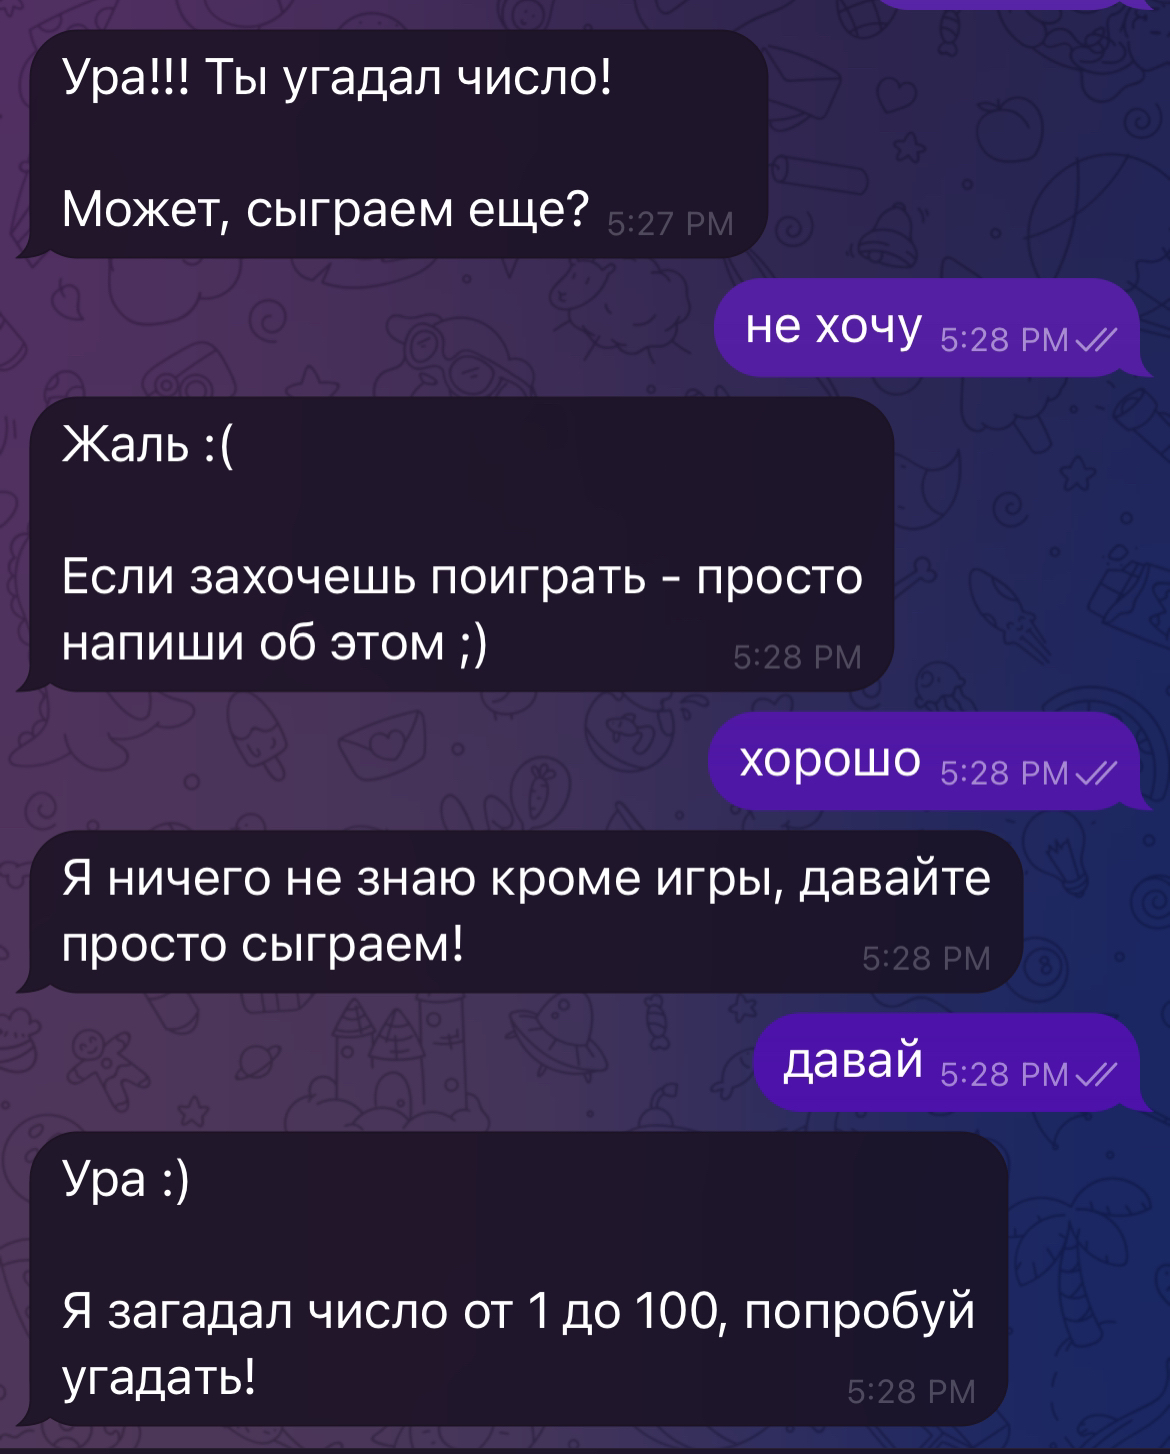 Ура!!! Ты угадал число!
Может, сыграем еще? 5:27 PM
не хочу 5:28 PM
Жаль :(
Если захочешь поиграть - просто
напиши об этом ;) 5:28 PM
хорошо 5:28 PM
Я ничего не знаю кроме игры, давайте
просто сыграем! 5:28 PM
давай 5:28 PM
Ура :)
Я загадал число от 1 до 100, попробуй
угадать! 5:28 PM